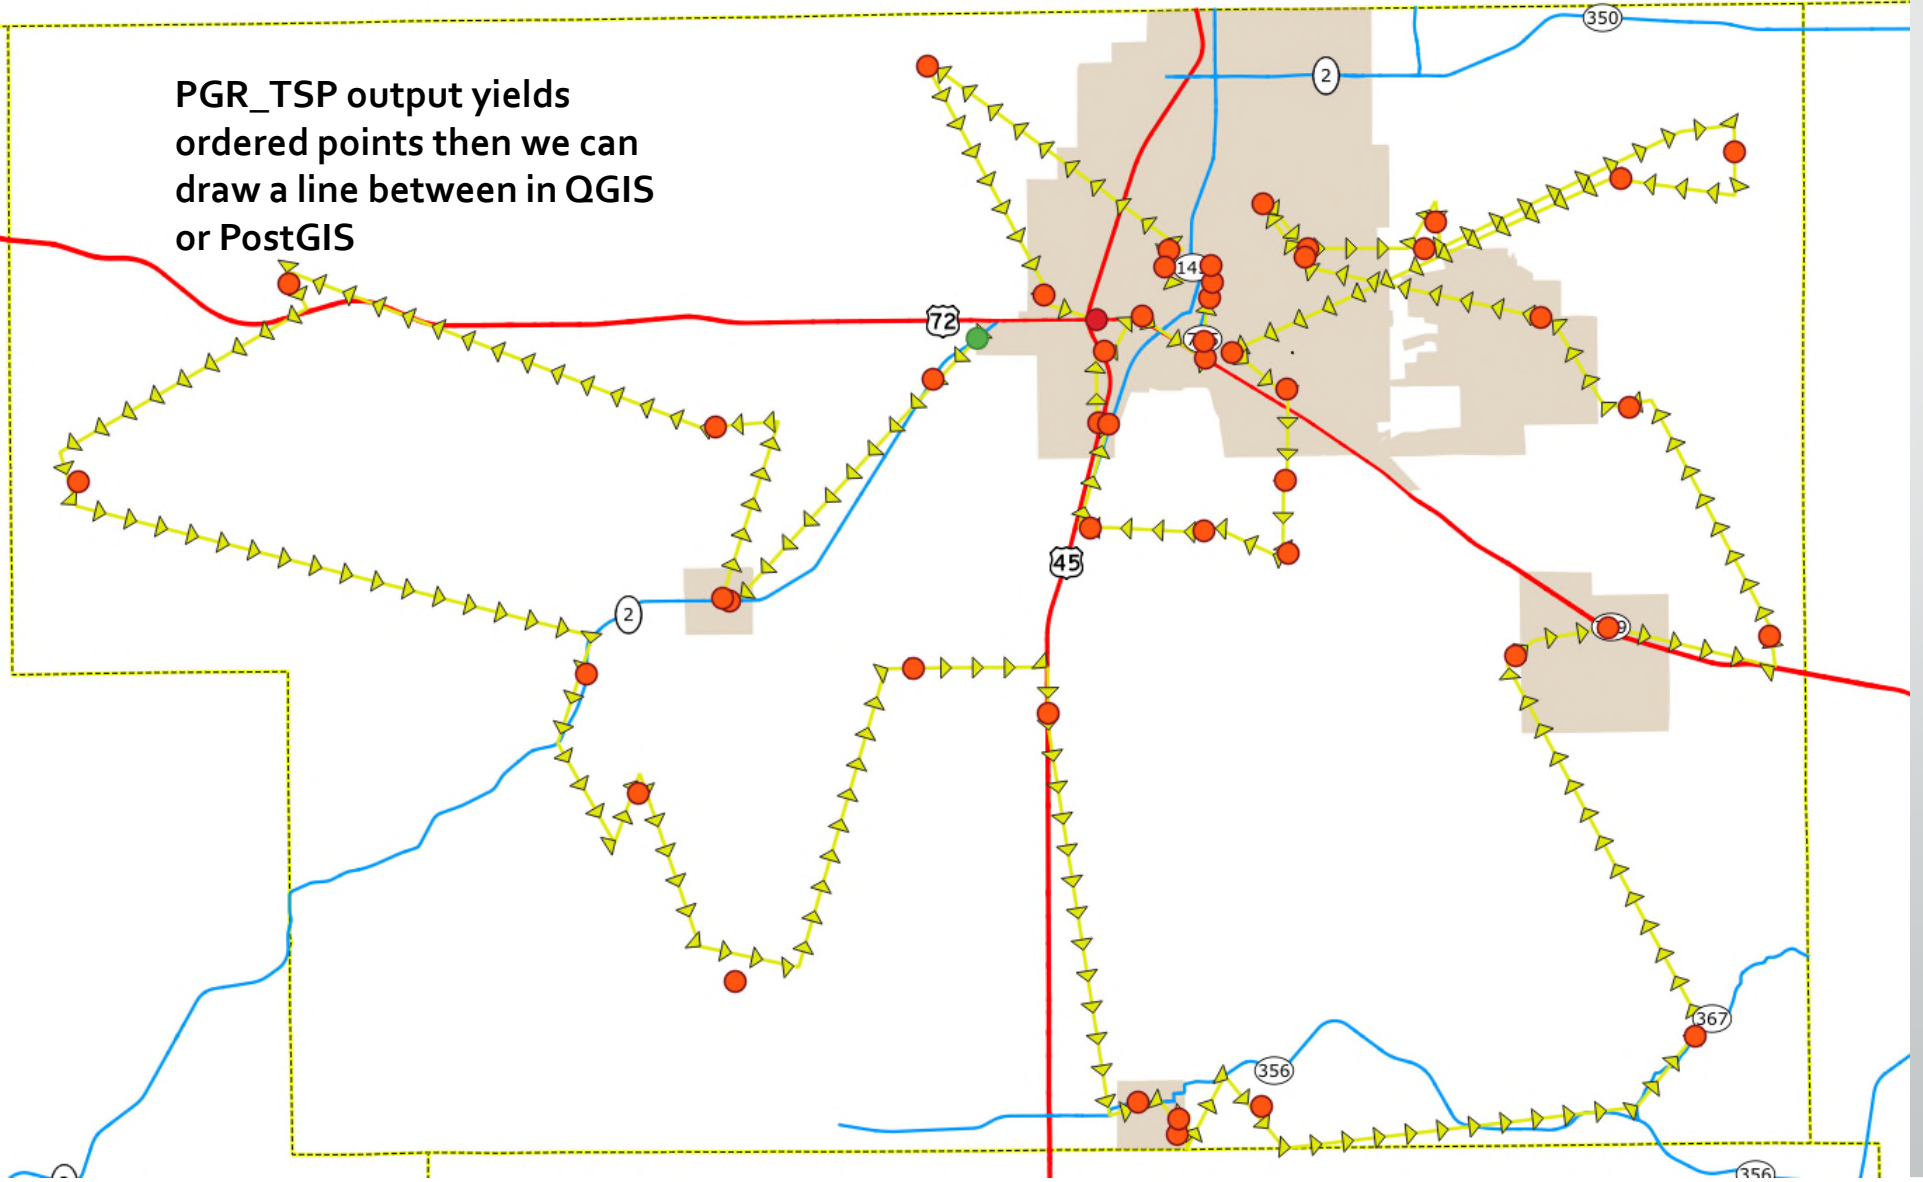 350
2
PGR_TSP output yields
ordered points then we can
draw a line between in QGIS
or PostGIS
72
45
2
367
356
356